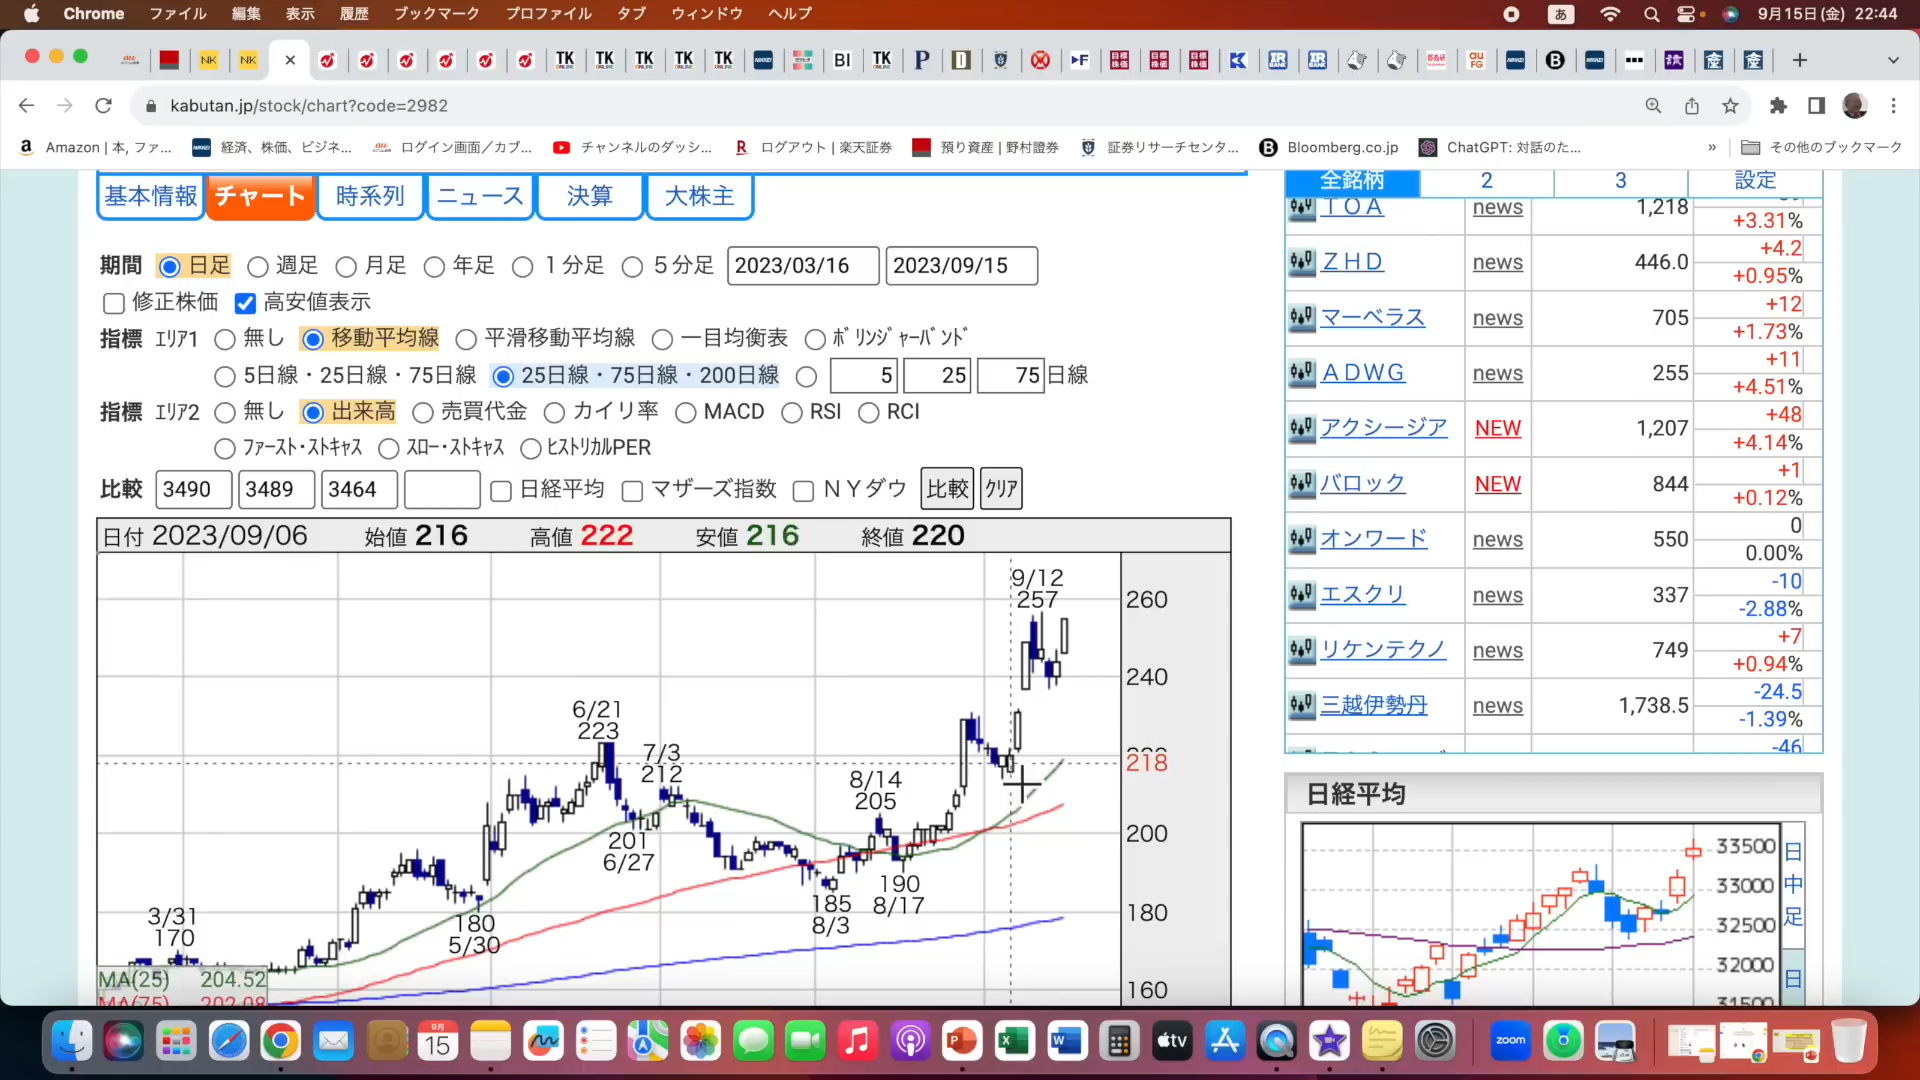 Chrome ファイル 編集 表示 履歴 ブックマーク プロファイル タブ ウィンドウ ヘルプ あ 9月15日(金) 22:44
kabutan.jp/stock/chart?code=2982
Amazon | 本, ファ... 経済、株価、ビジネ... ログイン画面／カブ... チャンネルのダッシ... ログアウト | 楽天証券 預り資産 | 野村證券 証券リサーチセンタ... Bloomberg.co.jp ChatGPT: 対話のた... » その他のブックマーク
基本情報 チャート 時系列 ニュース 決算 大株主
期間 日足 週足 月足 年足 1分足 5分足 2023/03/16 2023/09/15
修正株価 高安値表示
指標 ｴﾘｱ1 無し 移動平均線 平滑移動平均線 一目均衡表 ﾎﾞﾘﾝｼﾞｬｰﾊﾞﾝﾄﾞ
5日線・25日線・75日線 25日線・75日線・200日線 5 25 75 日線
指標 ｴﾘｱ2 無し 出来高 売買代金 カイリ率 MACD RSI RCI
ﾌｧｰｽﾄ･ｽﾄｷｬｽ ｽﾛｰ･ｽﾄｷｬｽ ﾋｽﾄﾘｶﾙPER
比較 3490 3489 3464 日経平均 マザーズ指数 ＮＹダウ 比較 ｸﾘｱ
日付 2023/09/06 始値 216 高値 222 安値 216 終値 220
9/12
257
260
240
6/21
223
7/3
212
218
8/14
205
200
201
6/27
190
8/17
185
8/3
180
3/31
170
180
5/30
160
MA(25) 204.52
MA(75) 202.08
全銘柄 2 3 設定
ＴＯＡ news 1,218 +3.31%
ＺＨＤ news 446.0 +4.2 +0.95%
マーベラス news 705 +12 +1.73%
ＡＤＷＧ news 255 +11 +4.51%
アクシージア NEW 1,207 +48 +4.14%
バロック NEW 844 +1 +0.12%
オンワード news 550 0 0.00%
エスクリ news 337 -10 -2.88%
リケンテクノ news 749 +7 +0.94%
三越伊勢丹 news 1,738.5 -24.5 -1.39%
-46
日経平均
33500
33000
32500
32000
31500
日
中
足
日
9月
15
tv
zoom